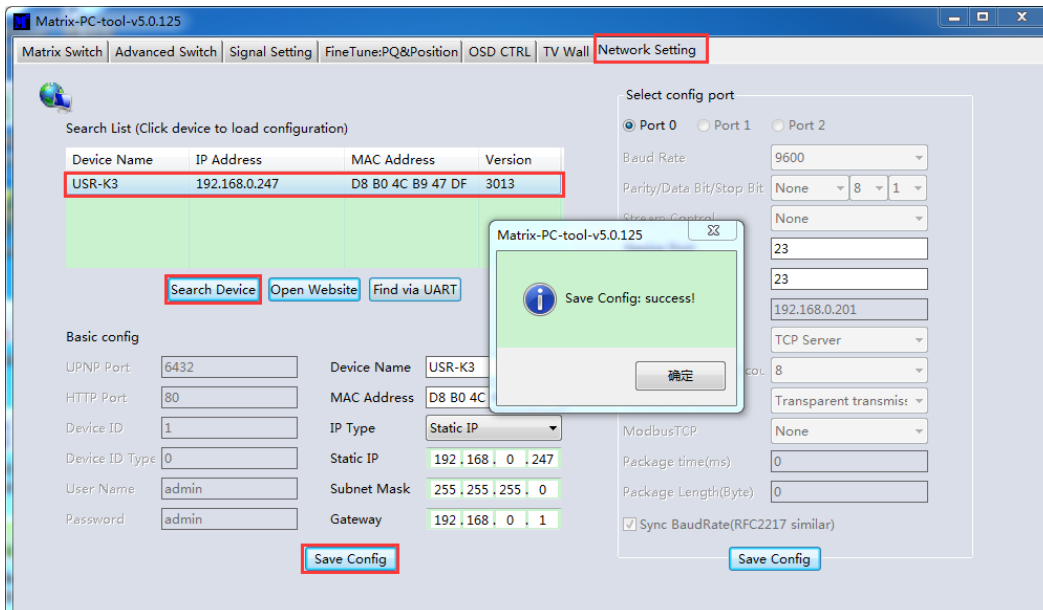 Matrix-PC-tool-v5.0.125
Matrix Switch Advanced Switch Signal Setting FineTune:PQ&Position OSD CTRL TV Wall Network Setting
Search List (Click device to load configuration)
Device Name IP Address MAC Address Version
USR-K3 192.168.0.247 D8 B0 4C B9 47 DF 3013
Search Device Open Website Find via UART
Basic config
UPNP Port 6432
HTTP Port 80
Device ID 1
Device ID Type 0
User Name admin
Password admin
Device Name USR-K3
MAC Address D8 B0 4C
IP Type Static IP
Static IP 192 . 168 . 0 . 247
Subnet Mask 255 . 255 . 255 . 0
Gateway 192 . 168 . 0 . 1
Save Config
Matrix-PC-tool-v5.0.125
Save Config: success!
确定
Select config port
Port 0 Port 1 Port 2
Baud Rate 9600
Parity/Data Bit/Stop Bit None 8 1
Stream Control None
23
23
192.168.0.201
TCP Server
8
Transparent
ModbusTCP None
Package time(ms) 0
Package Length(Byte) 0
Sync BaudRate(RFC2217 similar)
Save Config